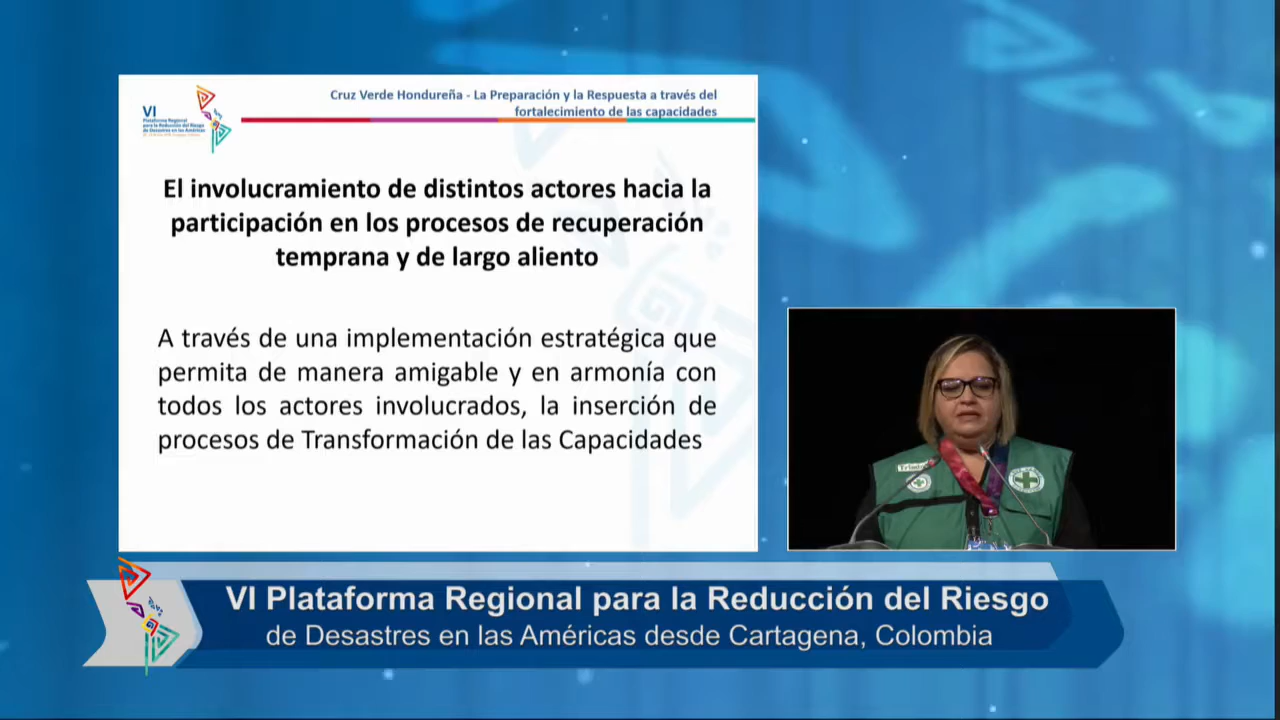 VI
Plataforma Regional
para la Reducción del Riesgo
de Desastres en las Américas
Cruz Verde Hondureña - La Preparación y la Respuesta a través del
fortalecimiento de las capacidades
El involucramiento de distintos actores hacia la
participación en los procesos de recuperación
temprana y de largo aliento
A través de una implementación estratégica que
permita de manera amigable y en armonía con
todos los actores involucrados, la inserción de
procesos de Transformación de las Capacidades
VI Plataforma Regional para la Reducción del Riesgo
de Desastres en las Américas desde Cartagena, Colombia